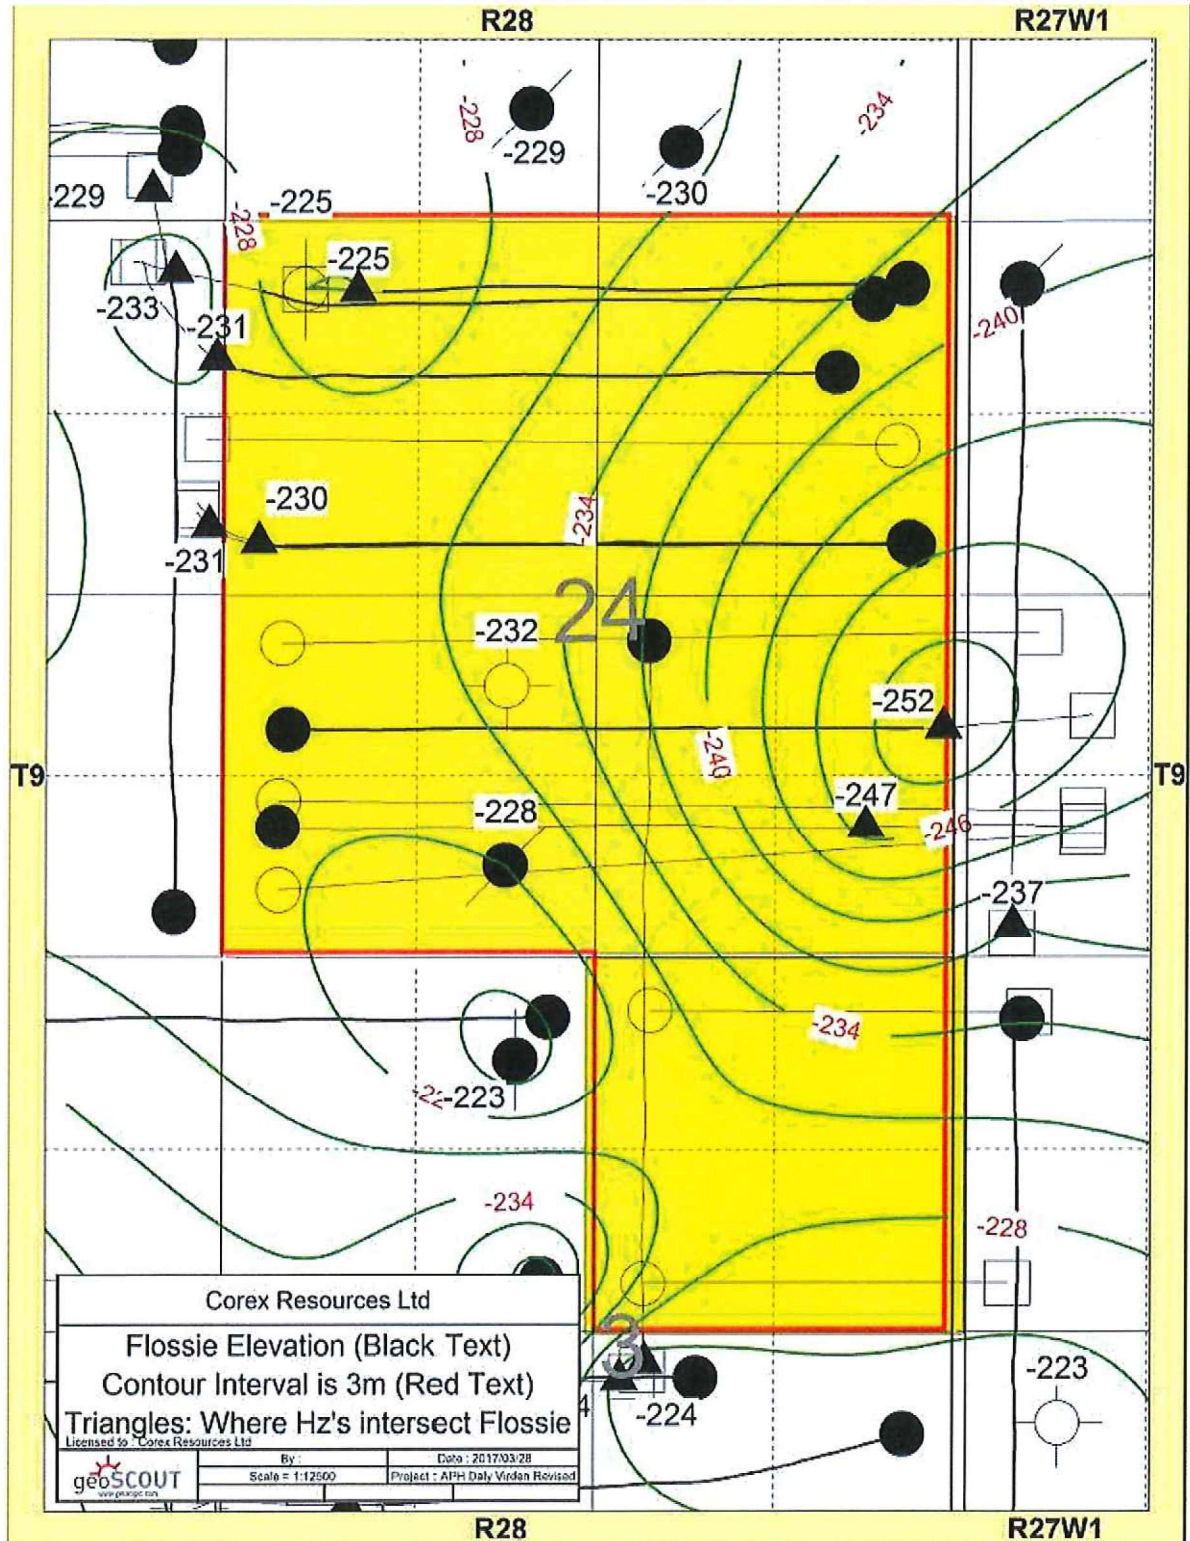 R28 R27W1
-234
-228
-229
-230
-229
-225
-228
-225
-233
-240
-231
-230
-234
-231
24
-232
-252
-240
T9 T9
-247
-228
-246
-237
-234
-223
-234
-228
Corex Resources Ltd
Flossie Elevation (Black Text)
Contour Interval is 3m (Red Text)
Triangles: Where Hz's intersect Flossie
Licensed to : Corex Resources Ltd
geoSCOUT
By :
Date : 2017/03/28
Scale = 1:12500
Project : APH Daly Virden Revised
3
-223
4
-224
R28 R27W1